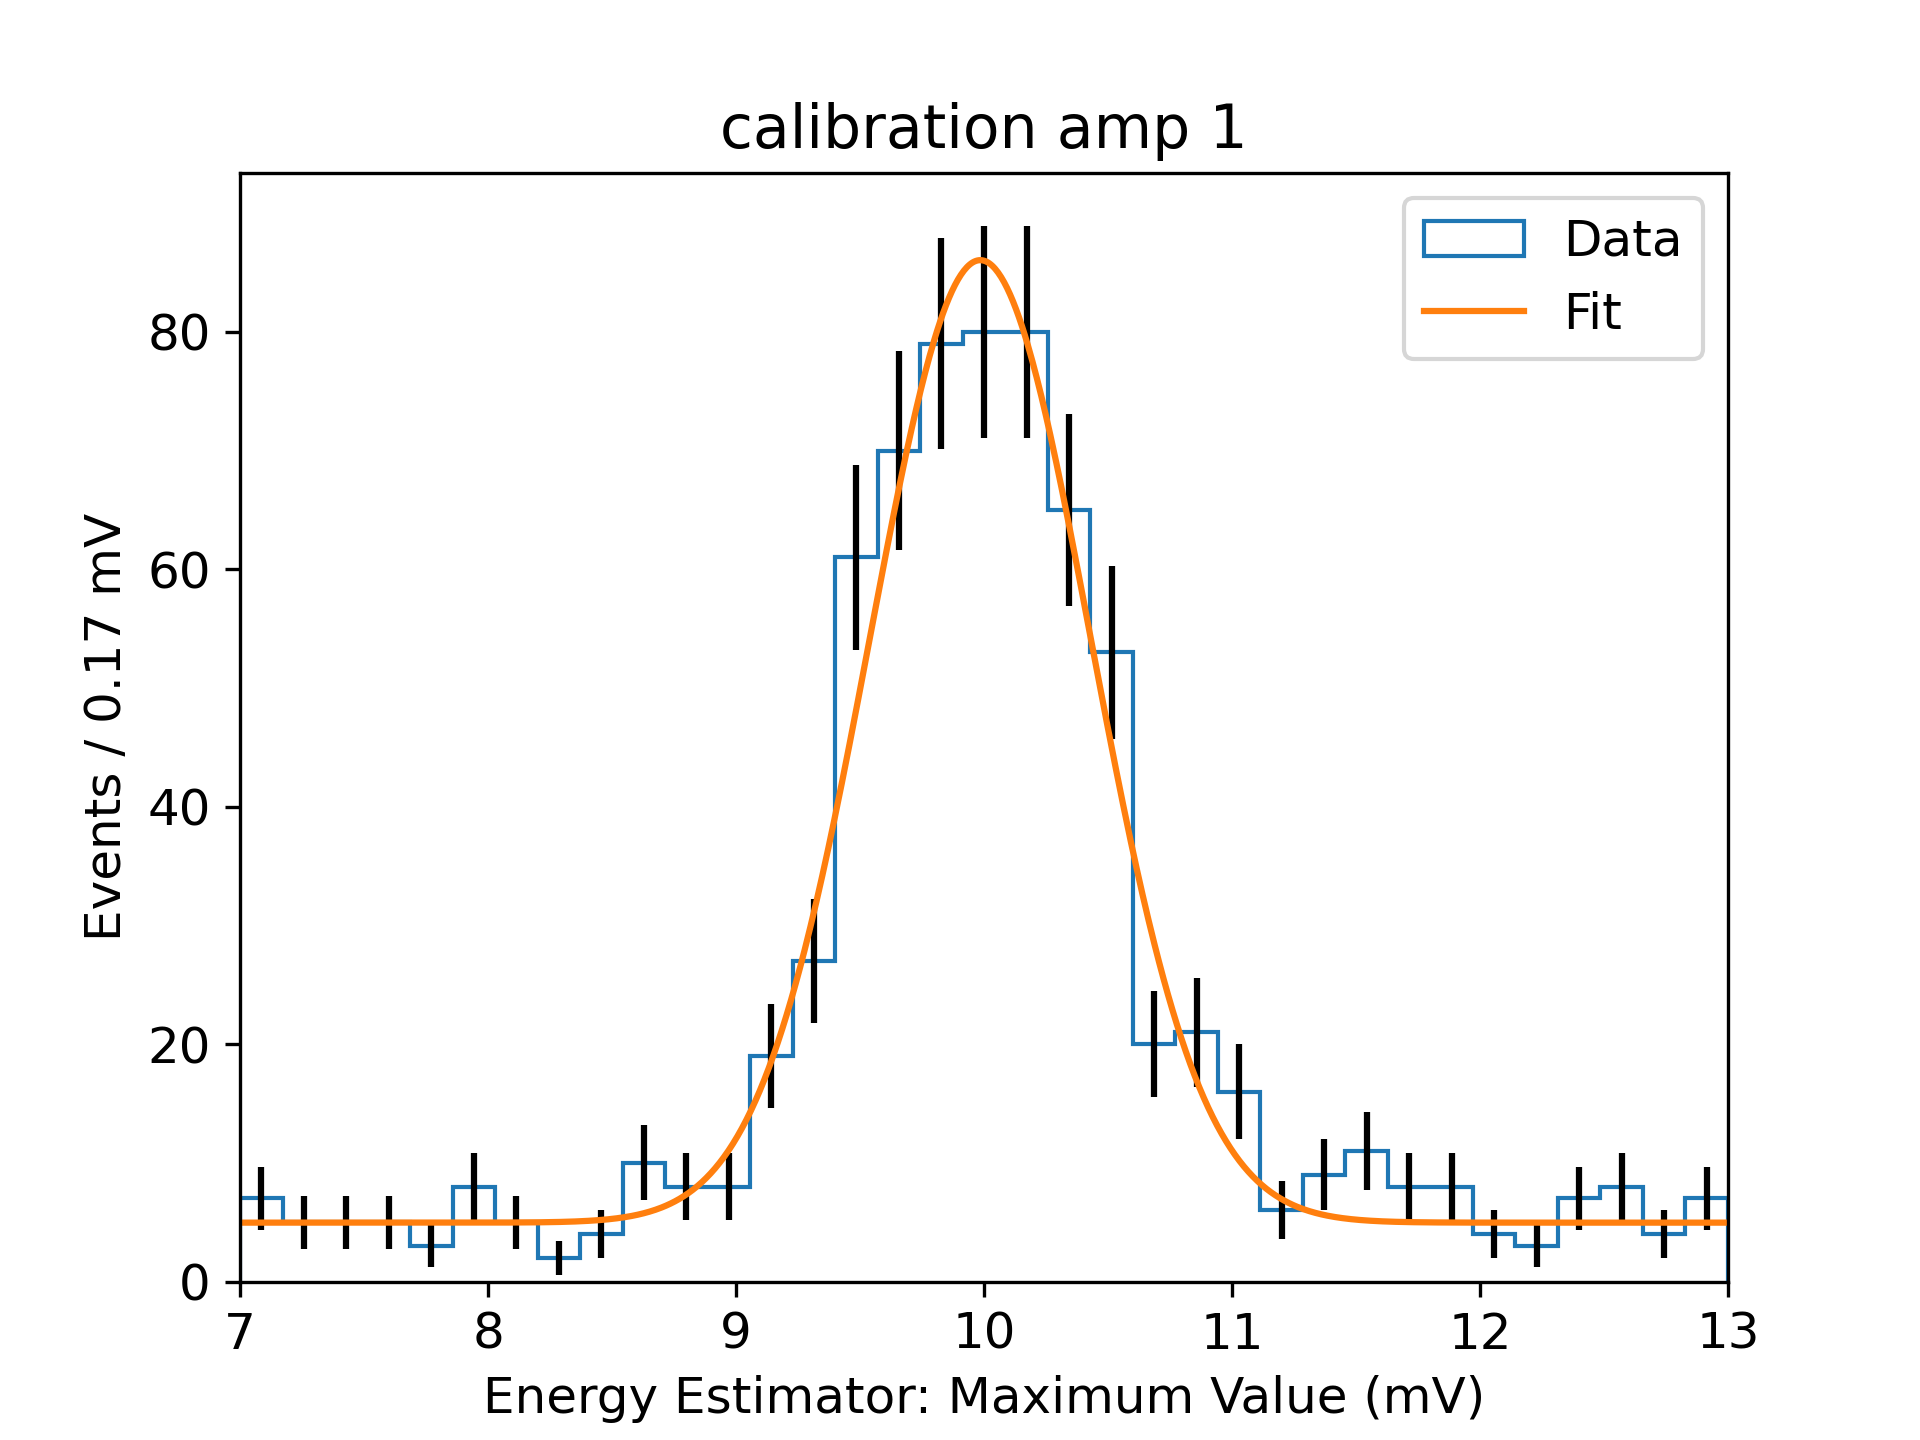 calibration amp 1
Data
Fit
Events / 0.17 mV
80
60
40
20
0
7 8 9 10 11 12 13
Energy Estimator: Maximum Value (mV)